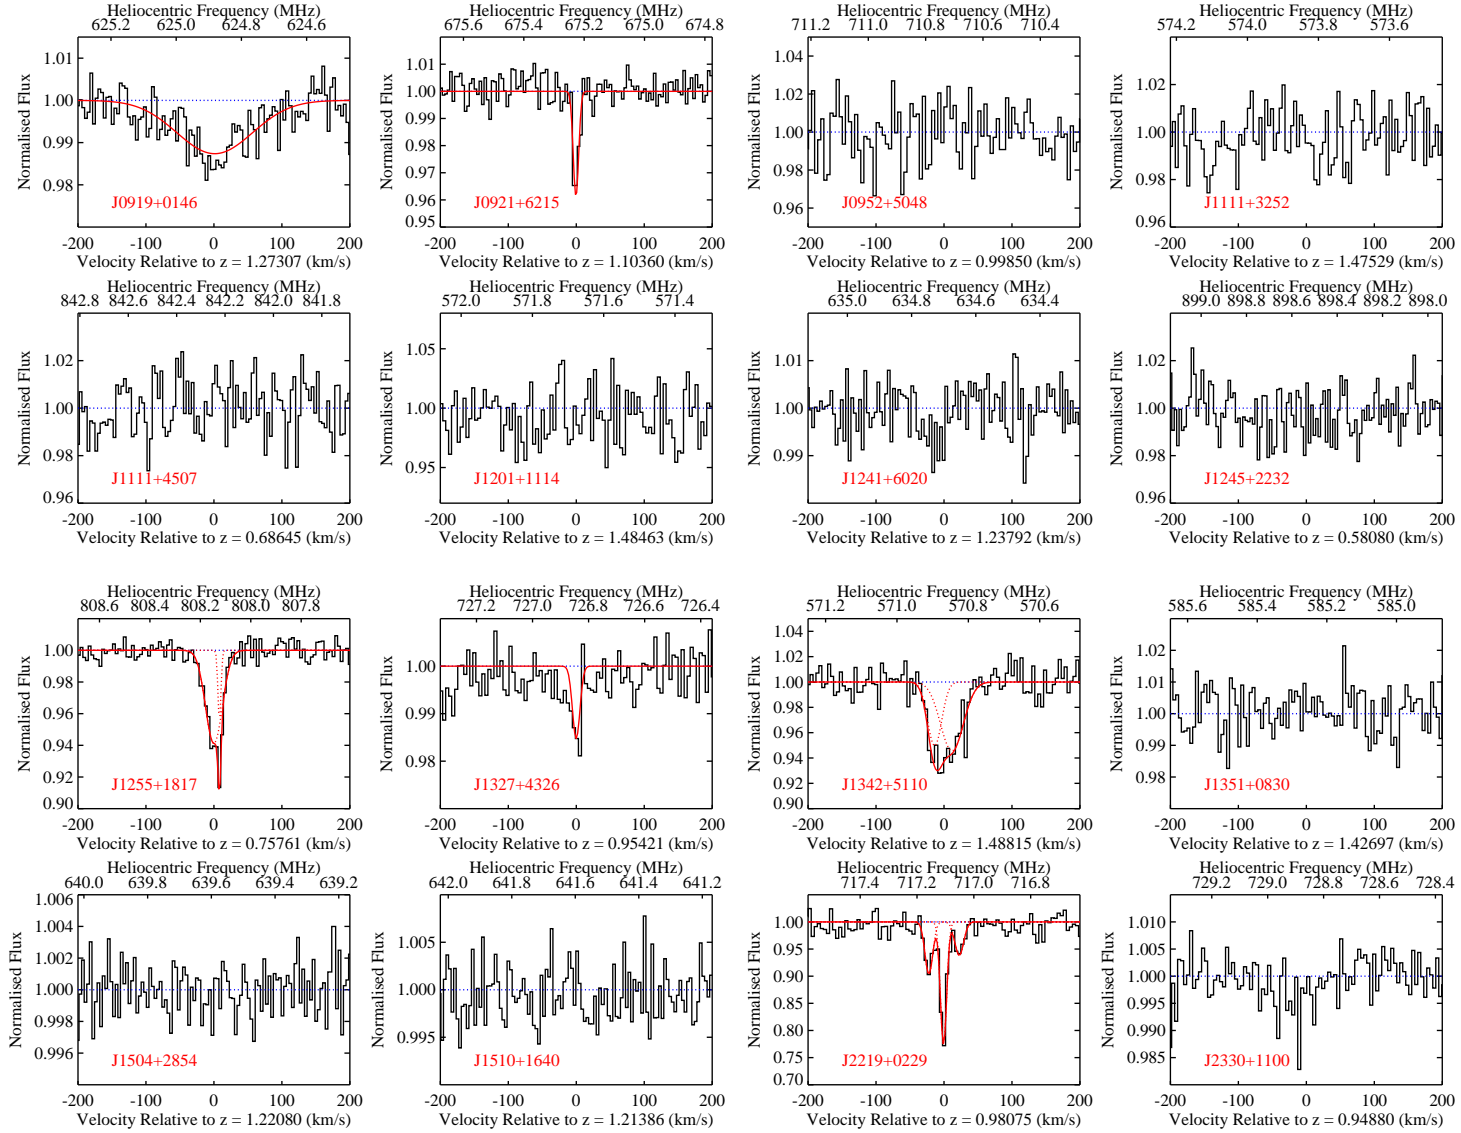 Heliocentric Frequency (MHz) Heliocentric Frequency (MHz) Heliocentric Frequency (MHz) Heliocentric Frequency (MHz)
625.2 625.0 624.8 624.6 675.6 675.4 675.2 675.0 674.8 711.2 711.0 710.8 710.6 710.4 574.2 574.0 573.8 573.6
Normalised Flux 1.01 1.00 0.99 0.98 J0919+0146
Normalised Flux 1.01 1.00 0.99 0.98 0.97 0.96 0.95 J0921+6215
Normalised Flux 1.04 1.02 1.00 0.98 0.96 J0952+5048
Normalised Flux 1.02 1.00 0.98 0.96 J1111+3252
-200 -100 0 100 200 -200 -100 0 100 200 -200 -100 0 100 200 -200 -100 0 100 200
Velocity Relative to z = 1.27307 (km/s) Velocity Relative to z = 1.10360 (km/s) Velocity Relative to z = 0.99850 (km/s) Velocity Relative to z = 1.47529 (km/s)
Heliocentric Frequency (MHz) Heliocentric Frequency (MHz) Heliocentric Frequency (MHz) Heliocentric Frequency (MHz)
842.8 842.6 842.4 842.2 842.0 841.8 572.0 571.8 571.6 571.4 635.0 634.8 634.6 634.4 899.0 898.8 898.6 898.4 898.2 898.0
Normalised Flux 1.02 1.00 0.98 0.96 J1111+4507
Normalised Flux 1.05 1.00 0.95 J1201+1114
Normalised Flux 1.01 1.00 0.99 J1241+6020
Normalised Flux 1.02 1.00 0.98 0.96 J1245+2232
-200 -100 0 100 200 -200 -100 0 100 200 -200 -100 0 100 200 -200 -100 0 100 200
Velocity Relative to z = 0.68645 (km/s) Velocity Relative to z = 1.48463 (km/s) Velocity Relative to z = 1.23792 (km/s) Velocity Relative to z = 0.58080 (km/s)
Heliocentric Frequency (MHz) Heliocentric Frequency (MHz) Heliocentric Frequency (MHz) Heliocentric Frequency (MHz)
808.6 808.4 808.2 808.0 807.8 727.2 727.0 726.8 726.6 726.4 571.2 571.0 570.8 570.6 585.6 585.4 585.2 585.0
Normalised Flux 1.00 0.98 0.96 0.94 0.92 0.90 J1255+1817
Normalised Flux 1.00 0.99 0.98 J1327+4326
Normalised Flux 1.04 1.02 1.00 0.98 0.96 0.94 0.92 0.90 J1342+5110
Normalised Flux 1.02 1.01 1.00 0.99 0.98 J1351+0830
-200 -100 0 100 200 -200 -100 0 100 200 -200 -100 0 100 200 -200 -100 0 100 200
Velocity Relative to z = 0.75761 (km/s) Velocity Relative to z = 0.95421 (km/s) Velocity Relative to z = 1.48815 (km/s) Velocity Relative to z = 1.42697 (km/s)
Heliocentric Frequency (MHz) Heliocentric Frequency (MHz) Heliocentric Frequency (MHz) Heliocentric Frequency (MHz)
640.0 639.8 639.6 639.4 639.2 642.0 641.8 641.6 641.4 641.2 717.4 717.2 717.0 716.8 729.2 729.0 728.8 728.6 728.4
Normalised Flux 1.006 1.004 1.002 1.000 0.998 0.996 J1504+2854
Normalised Flux 1.005 1.000 0.995 J1510+1640
Normalised Flux 1.00 0.95 0.90 0.85 0.80 0.75 0.70 J2219+0229
Normalised Flux 1.010 1.005 1.000 0.995 0.990 0.985 J2330+1100
-200 -100 0 100 200 -200 -100 0 100 200 -200 -100 0 100 200 -200 -100 0 100 200
Velocity Relative to z = 1.22080 (km/s) Velocity Relative to z = 1.21386 (km/s) Velocity Relative to z = 0.98075 (km/s) Velocity Relative to z = 0.94880 (km/s)